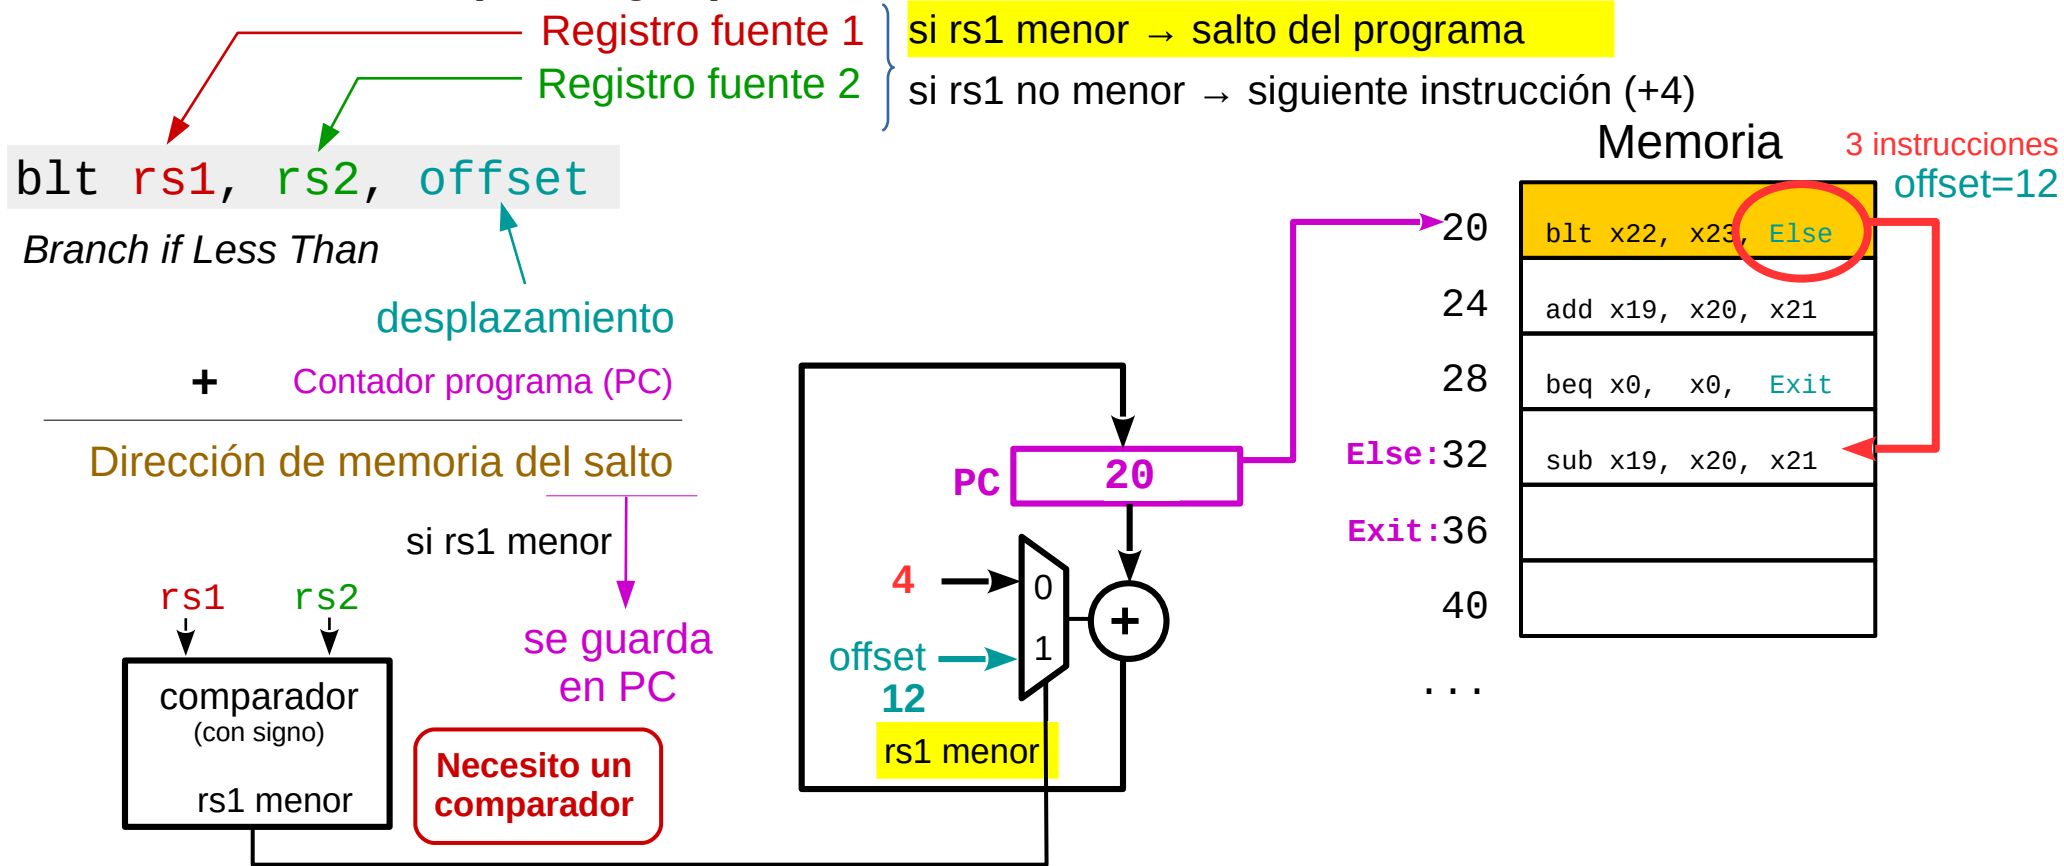 Registro fuente 1
Registro fuente 2
si rs1 menor → salto del programa
si rs1 no menor → siguiente instrucción (+4)
blt rs1, rs2, offset
Branch if Less Than
desplazamiento
+ Contador programa (PC)
Dirección de memoria del salto
si rs1 menor
se guarda
en PC
rs1 rs2
comparador
(con signo)
rs1 menor
Necesito un
comparador
PC 20
4
0
offset
12
1
+
rs1 menor
Memoria
3 instrucciones
offset=12
20 blt x22, x23, Else
24 add x19, x20, x21
28 beq x0, x0, Exit
Else:32 sub x19, x20, x21
Exit:36
40
...